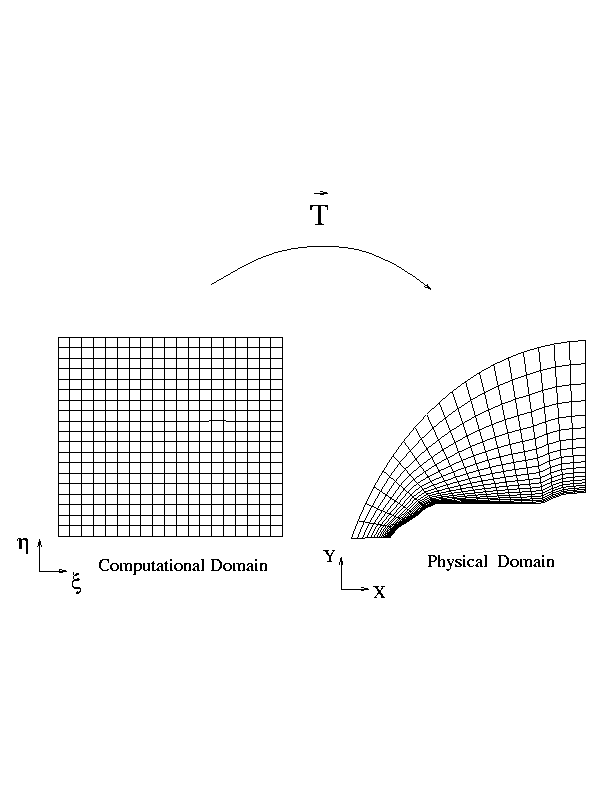 T
η
ξ
Computational Domain
Y
X
Physical Domain